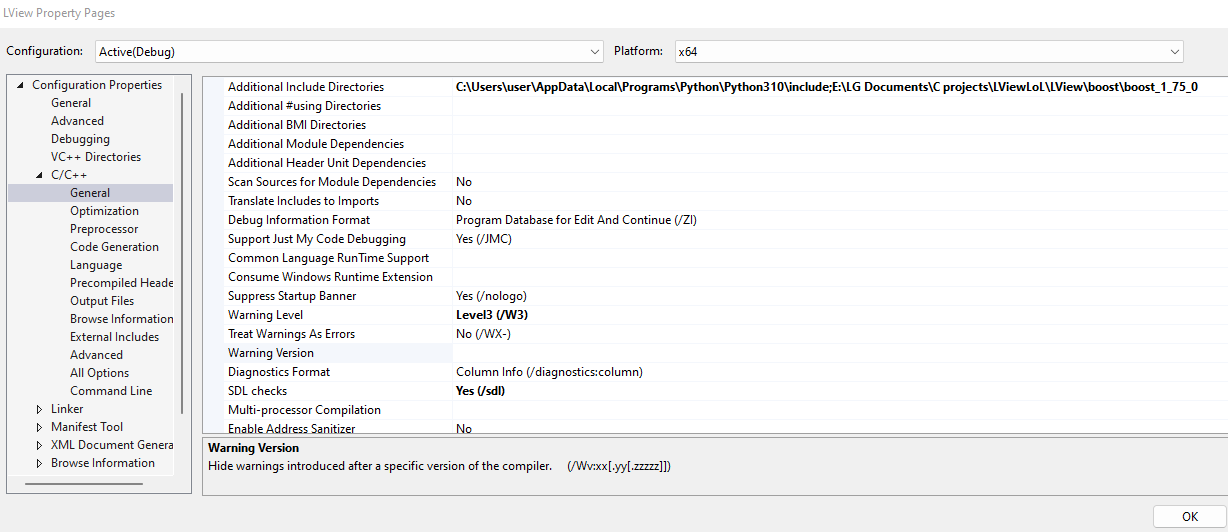 LView Property Pages
Configuration: Active(Debug) Platform: x64
Configuration Properties
General
Advanced
Debugging
VC++ Directories
C/C++
General
Optimization
Preprocessor
Code Generation
Language
Precompiled Heade
Output Files
Browse Information
External Includes
Advanced
All Options
Command Line
Linker
Manifest Tool
XML Document Genera
Browse Information
Additional Include Directories C:\Users\user\AppData\Local\Programs\Python\Python310\include;E:\LG Documents\C projects\LViewLoL\LView\boost\boost_1_75_0
Additional #using Directories
Additional BMI Directories
Additional Module Dependencies
Additional Header Unit Dependencies
Scan Sources for Module Dependencies No
Translate Includes to Imports No
Debug Information Format Program Database for Edit And Continue (/ZI)
Support Just My Code Debugging Yes (/JMC)
Common Language RunTime Support
Consume Windows Runtime Extension
Suppress Startup Banner Yes (/nologo)
Warning Level Level3 (/W3)
Treat Warnings As Errors No (/WX-)
Warning Version
Diagnostics Format Column Info (/diagnostics:column)
SDL checks Yes (/sdl)
Multi-processor Compilation
Enable Address Sanitizer No
Warning Version
Hide warnings introduced after a specific version of the compiler. (/Wv:xx[.yy[.zzzzz]])
OK